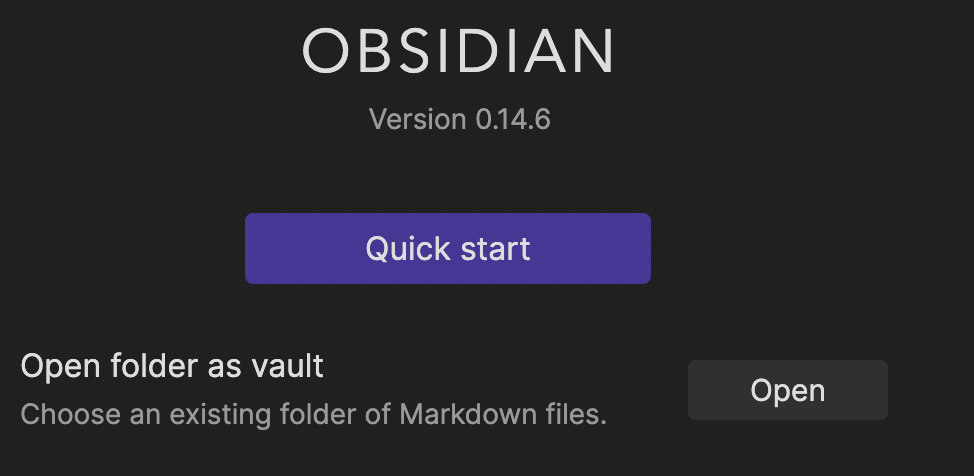 OBSIDIAN
Version 0.14.6
Quick start
Open folder as vault
Choose an existing folder of Markdown files.
Open